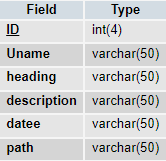 Field Type
ID int(4)
Uname varchar(50)
heading varchar(50)
description varchar(50)
datee varchar(50)
path varchar(50)